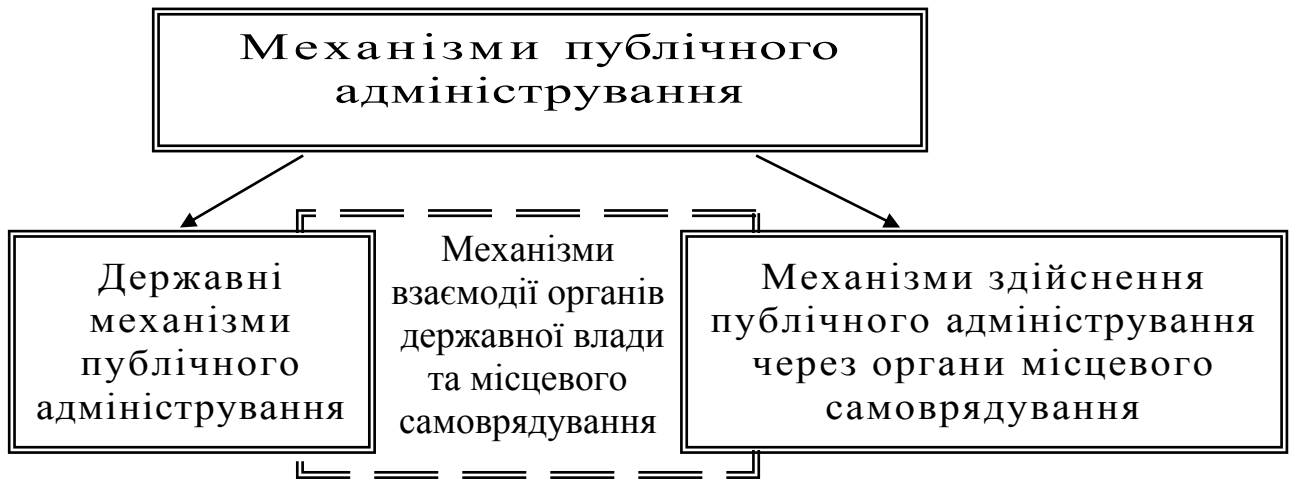 Механізми публічного
адміністрування
Державні
механізми
публічного
адміністрування
Механізми
взаємодії органів
державної влади
та місцевого
самоврядування
Механізми здійснення
публічного адміністрування
через органи місцевого
самоврядування